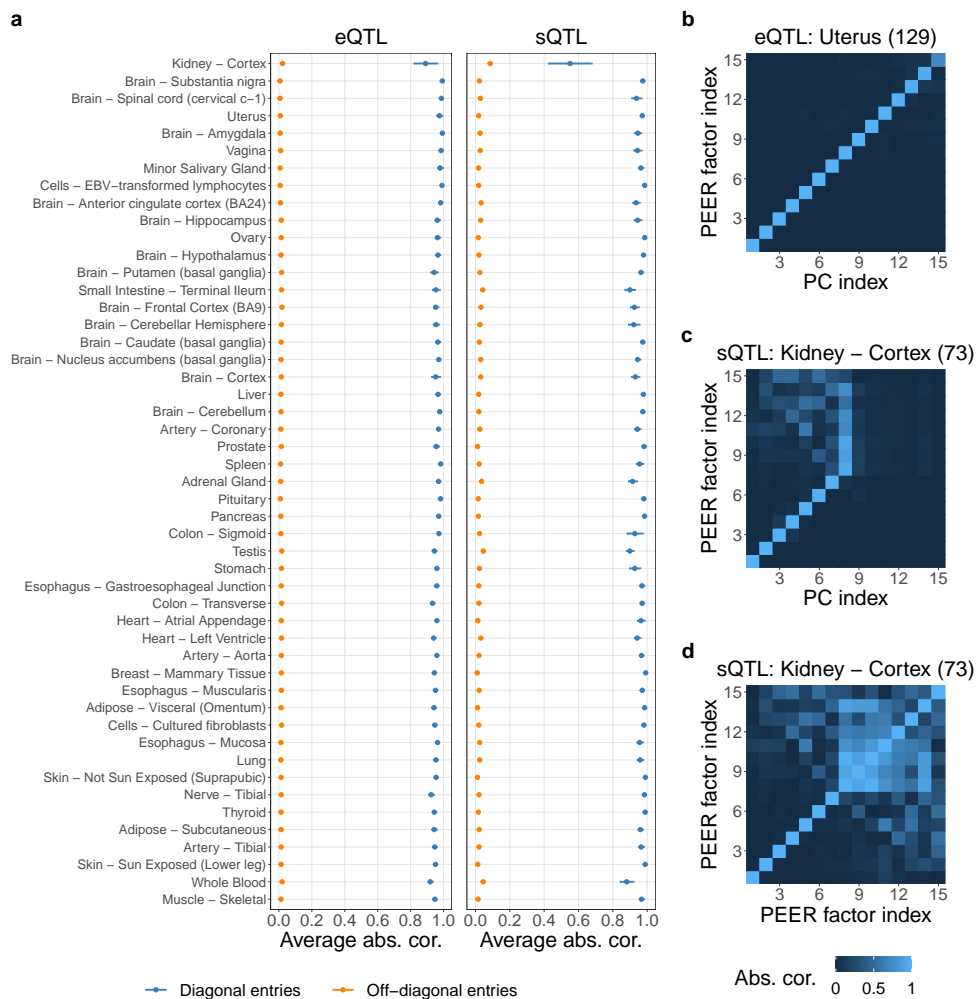 a
eQTL
sQTL
Kidney − Cortex
Brain − Substantia nigra
Brain − Spinal cord (cervical c−1)
Uterus
Brain − Amygdala
Vagina
Minor Salivary Gland
Cells − EBV−transformed lymphocytes
Brain − Anterior cingulate cortex (BA24)
Brain − Hippocampus
Ovary
Brain − Hypothalamus
Brain − Putamen (basal ganglia)
Small Intestine − Terminal Ileum
Brain − Frontal Cortex (BA9)
Brain − Cerebellar Hemisphere
Brain − Caudate (basal ganglia)
Brain − Nucleus accumbens (basal ganglia)
Brain − Cortex
Liver
Brain − Cerebellum
Artery − Coronary
Prostate
Spleen
Adrenal Gland
Pituitary
Pancreas
Colon − Sigmoid
Testis
Stomach
Esophagus − Gastroesophageal Junction
Colon − Transverse
Heart − Atrial Appendage
Heart − Left Ventricle
Artery − Aorta
Breast − Mammary Tissue
Esophagus − Muscularis
Adipose − Visceral (Omentum)
Cells − Cultured fibroblasts
Esophagus − Mucosa
Lung
Skin − Not Sun Exposed (Suprapubic)
Nerve − Tibial
Thyroid
Adipose − Subcutaneous
Artery − Tibial
Skin − Sun Exposed (Lower leg)
Whole Blood
Muscle − Skeletal
0.0 0.2 0.4 0.6 0.8 1.0
0.0 0.2 0.4 0.6 0.8 1.0
Average abs. cor.
Average abs. cor.
Diagonal entries
Off−diagonal entries
b
eQTL: Uterus (129)
PEER factor index
15
12
9
6
3
3 6 9 12 15
PC index
c
sQTL: Kidney − Cortex (73)
PEER factor index
15
12
9
6
3
3 6 9 12 15
PC index
d
sQTL: Kidney − Cortex (73)
PEER factor index
15
12
9
6
3
3 6 9 12 15
PEER factor index
Abs. cor.
0 0.5 1